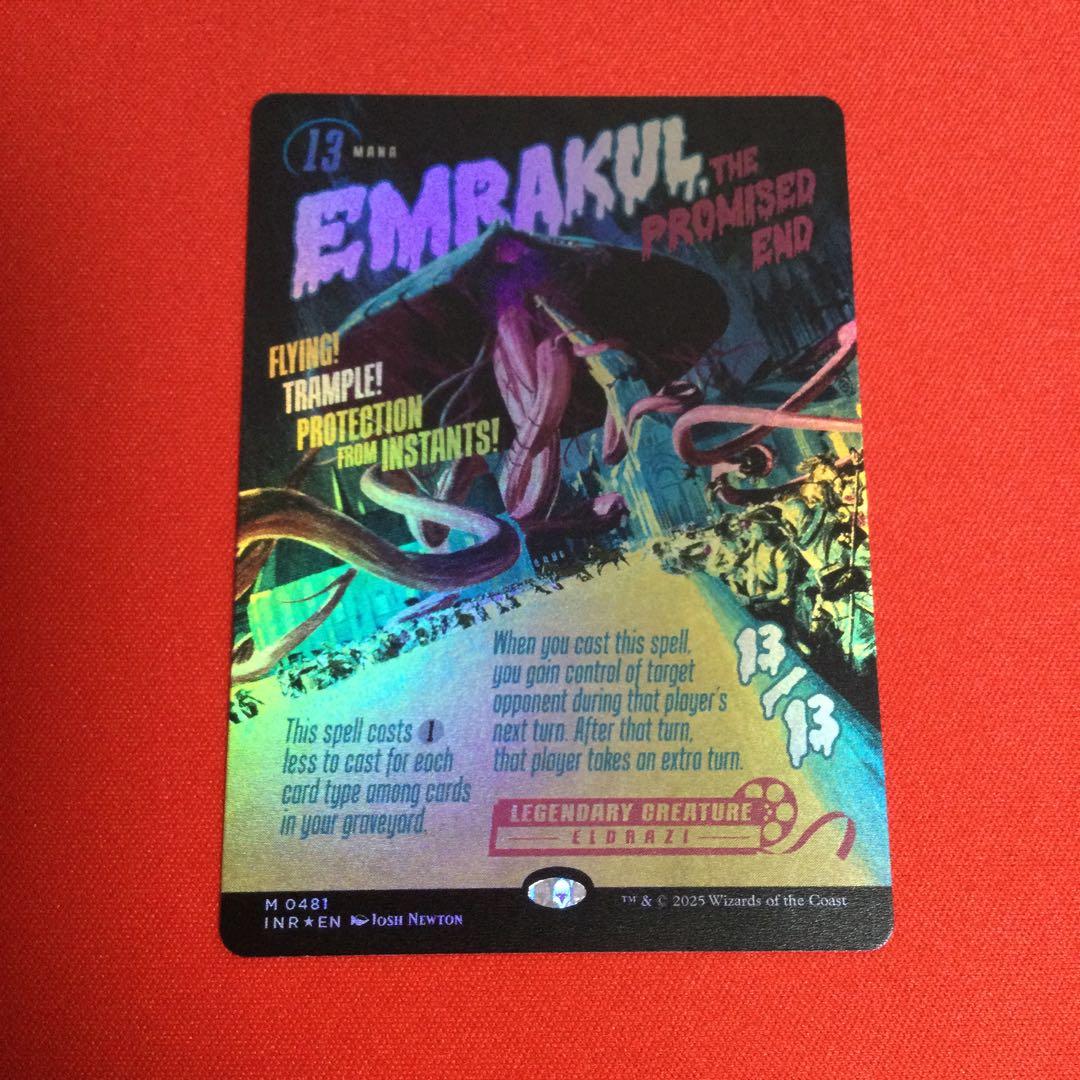 13 MANA
EMRAKUL, THE
PROMISED
END
FLYING!
TRAMPLE!
PROTECTION
FROM INSTANTS!
When you cast this spell,
you gain control of target
opponent during that player's
next turn. After that turn,
that player takes an extra turn.
This spell costs 1
less to cast for each
card type among cards
in your graveyard.
13/13
LEGENDARY CREATURE
ELDRAZI
M 0481
INR★EN JOSH NEWTON
™ & © 2025 Wizards of the Coast